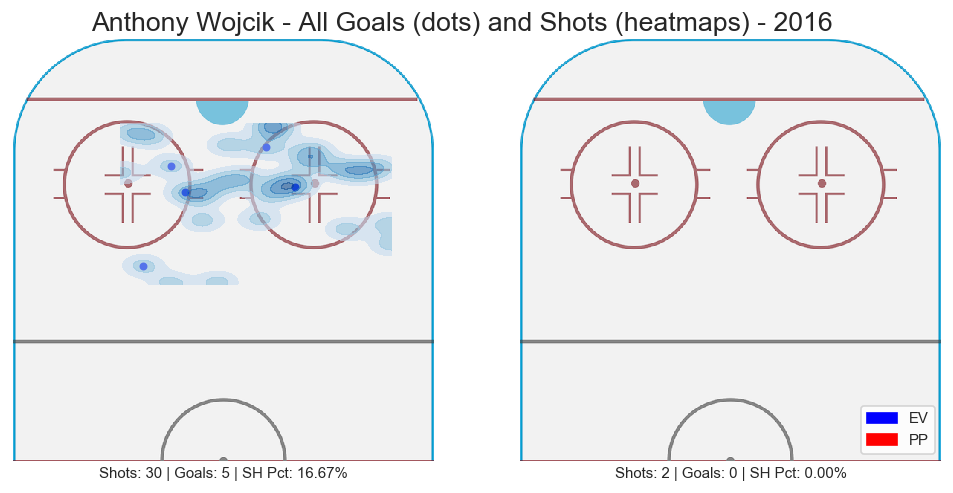 Anthony Wojcik - All Goals (dots) and Shots (heatmaps) - 2016
EV
PP
Shots: 30 | Goals: 5 | SH Pct: 16.67%
Shots: 2 | Goals: 0 | SH Pct: 0.00%